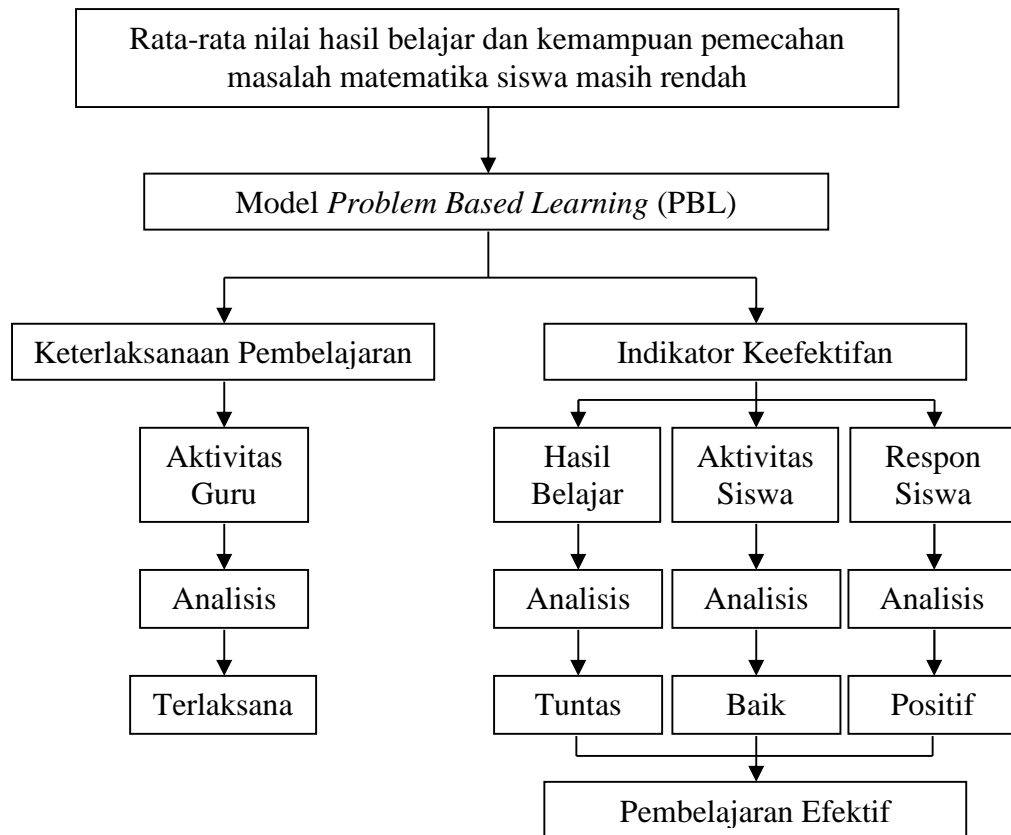 Rata-rata nilai hasil belajar dan kemampuan pemecahan
masalah matematika siswa masih rendah
Model Problem Based Learning (PBL)
Keterlaksanaan Pembelajaran
Indikator Keefektifan
Aktivitas
Guru
Hasil
Belajar
Aktivitas
Siswa
Respon
Siswa
Analisis
Analisis
Analisis
Analisis
Terlaksana
Tuntas
Baik
Positif
Pembelajaran Efektif